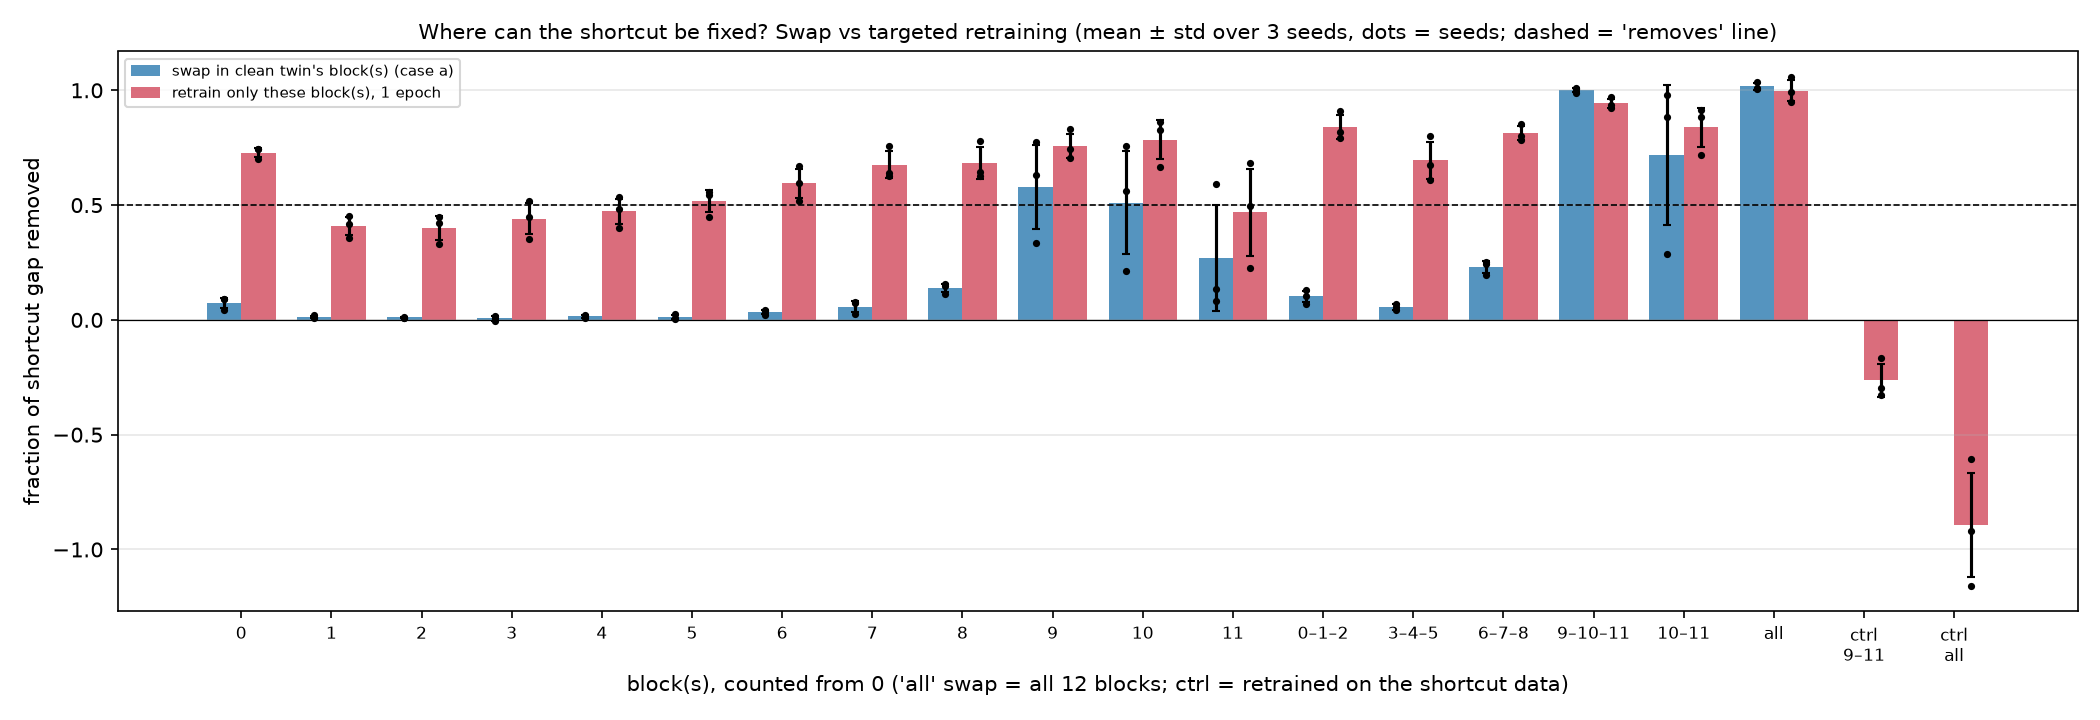 Where can the shortcut be fixed? Swap vs targeted retraining (mean ± std over 3 seeds, dots = seeds; dashed = 'removes' line)
swap in clean twin's block(s) (case a)
retrain only these block(s), 1 epoch
fraction of shortcut gap removed
1.0
0.5
0.0
−0.5
−1.0
0 1 2 3 4 5 6 7 8 9 10 11 0–1–2 3–4–5 6–7–8 9–10–11 10–11 all ctrl ctrl
9–11 all
block(s), counted from 0 ('all' swap = all 12 blocks; ctrl = retrained on the shortcut data)